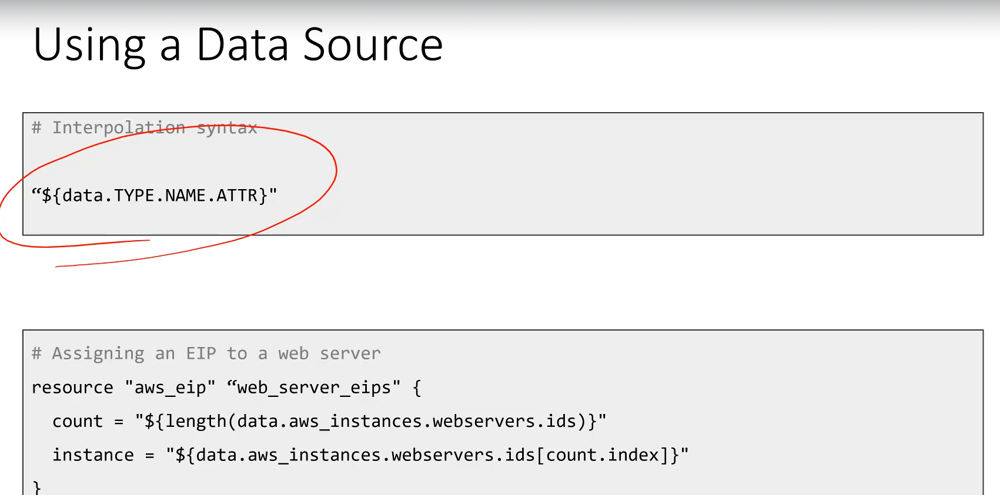 Using a Data Source
# Interpolation syntax
“${data.TYPE.NAME.ATTR}"
# Assigning an EIP to a web server
resource "aws_eip" “web_server_eips" {
count = "${length(data.aws_instances.webservers.ids)}"
instance = "${data.aws_instances.webservers.ids[count.index]}"
}